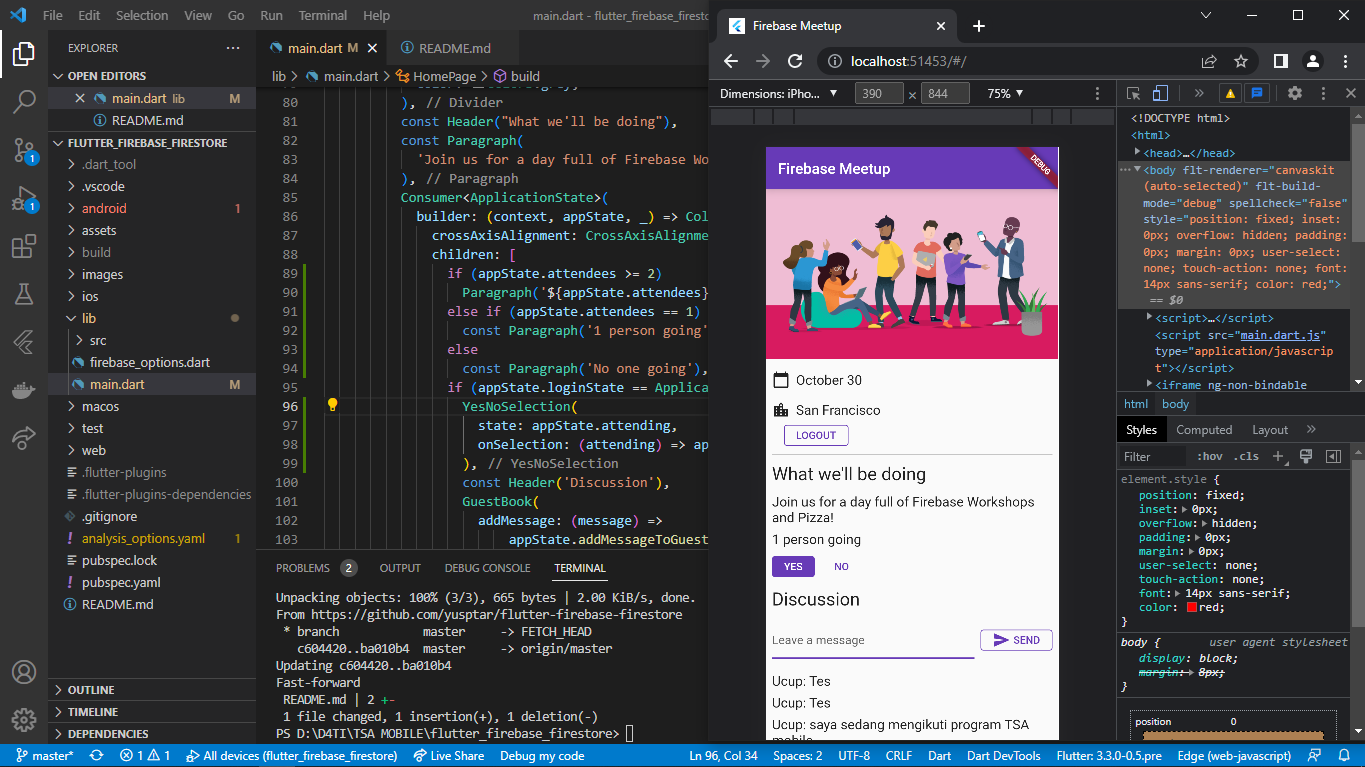 File Edit Selection View Go Run Terminal Help
main.dart - flutter_firebase_firestore
EXPLORER
OPEN EDITORS
main.dart lib M
README.md
FLUTTER_FIREBASE_FIRESTORE
.dart_tool
.vscode
android 1
assets
build
images
ios
lib
src
firebase_options.dart
main.dart M
macos
test
web
.flutter-plugins
.flutter-plugins-dependencies
.gitignore
analysis_options.yaml 1
pubspec.lock
pubspec.yaml
README.md
OUTLINE
TIMELINE
DEPENDENCIES
main.dart M README.md
lib > main.dart > HomePage > build
80 ), // Divider
81 const Header("What we'll be doing"),
82 const Paragraph(
83 'Join us for a day full of Firebase Wo
84 ), // Paragraph
85 Consumer<ApplicationState>(
86 builder: (context, appState, _) => Col
87 crossAxisAlignment: CrossAxisAlignme
88 children: [
89 if (appState.attendees >= 2)
90 Paragraph('${appState.attendees}
91 else if (appState.attendees == 1)
92 const Paragraph('1 person going'
93 else
94 const Paragraph('No one going'),
95 if (appState.loginState == Applica
96 YesNoSelection(
97 state: appState.attending,
98 onSelection: (attending) => ap
99 ), // YesNoSelection
100 const Header('Discussion'),
101 GuestBook(
102 addMessage: (message) =>
103 appState.addMessageToGuest
PROBLEMS 2 OUTPUT DEBUG CONSOLE TERMINAL
Unpacking objects: 100% (3/3), 665 bytes | 2.00 KiB/s, done.
From https://github.com/yusptar/flutter-firebase-firestore
* branch master -> FETCH_HEAD
c604420..ba010b4 master -> origin/master
Updating c604420..ba010b4
Fast-forward
README.md | 2 +-
1 file changed, 1 insertion(+), 1 deletion(-)
PS D:\D4TI\TSA MOBILE\flutter_firebase_firestore>
Firebase Meetup
localhost:51453/#/
Dimensions: iPho... 390 × 844 75%
Firebase Meetup
DEBUG
October 30
San Francisco
LOGOUT
What we'll be doing
Join us for a day full of Firebase Workshops
and Pizza!
1 person going
YES NO
Discussion
Leave a message SEND
Ucup: Tes
Ucup: Tes
Ucup: saya sedang mengikuti program TSA
<!DOCTYPE html>
<html>
<head>…</head>
<body flt-renderer="canvaskit
(auto-selected)" flt-build-
mode="debug" spellcheck="false"
style="position: fixed; inset:
0px; overflow: hidden; padding:
0px; margin: 0px; user-select:
none; touch-action: none; font:
14px sans-serif; color: red;">
== $0
<script>…</script>
<script src="main.dart.js"
type="application/javascrip
t"></script>
<iframe ng-non-bindable
html body
Styles Computed Layout
Filter :hov .cls
element.style {
position: fixed;
inset: 0px;
overflow: hidden;
padding: 0px;
margin: 0px;
user-select: none;
touch-action: none;
font: 14px sans-serif;
color: red;
}
body { user agent stylesheet
display: block;
margin: 8px;
}
position 0
master* 1 1 All devices (flutter_firebase_firestore) Live Share Debug my code Ln 96, Col 34 Spaces: 2 UTF-8 CRLF Dart Dart DevTools Flutter: 3.3.0-0.5.pre Edge (web-javascript)